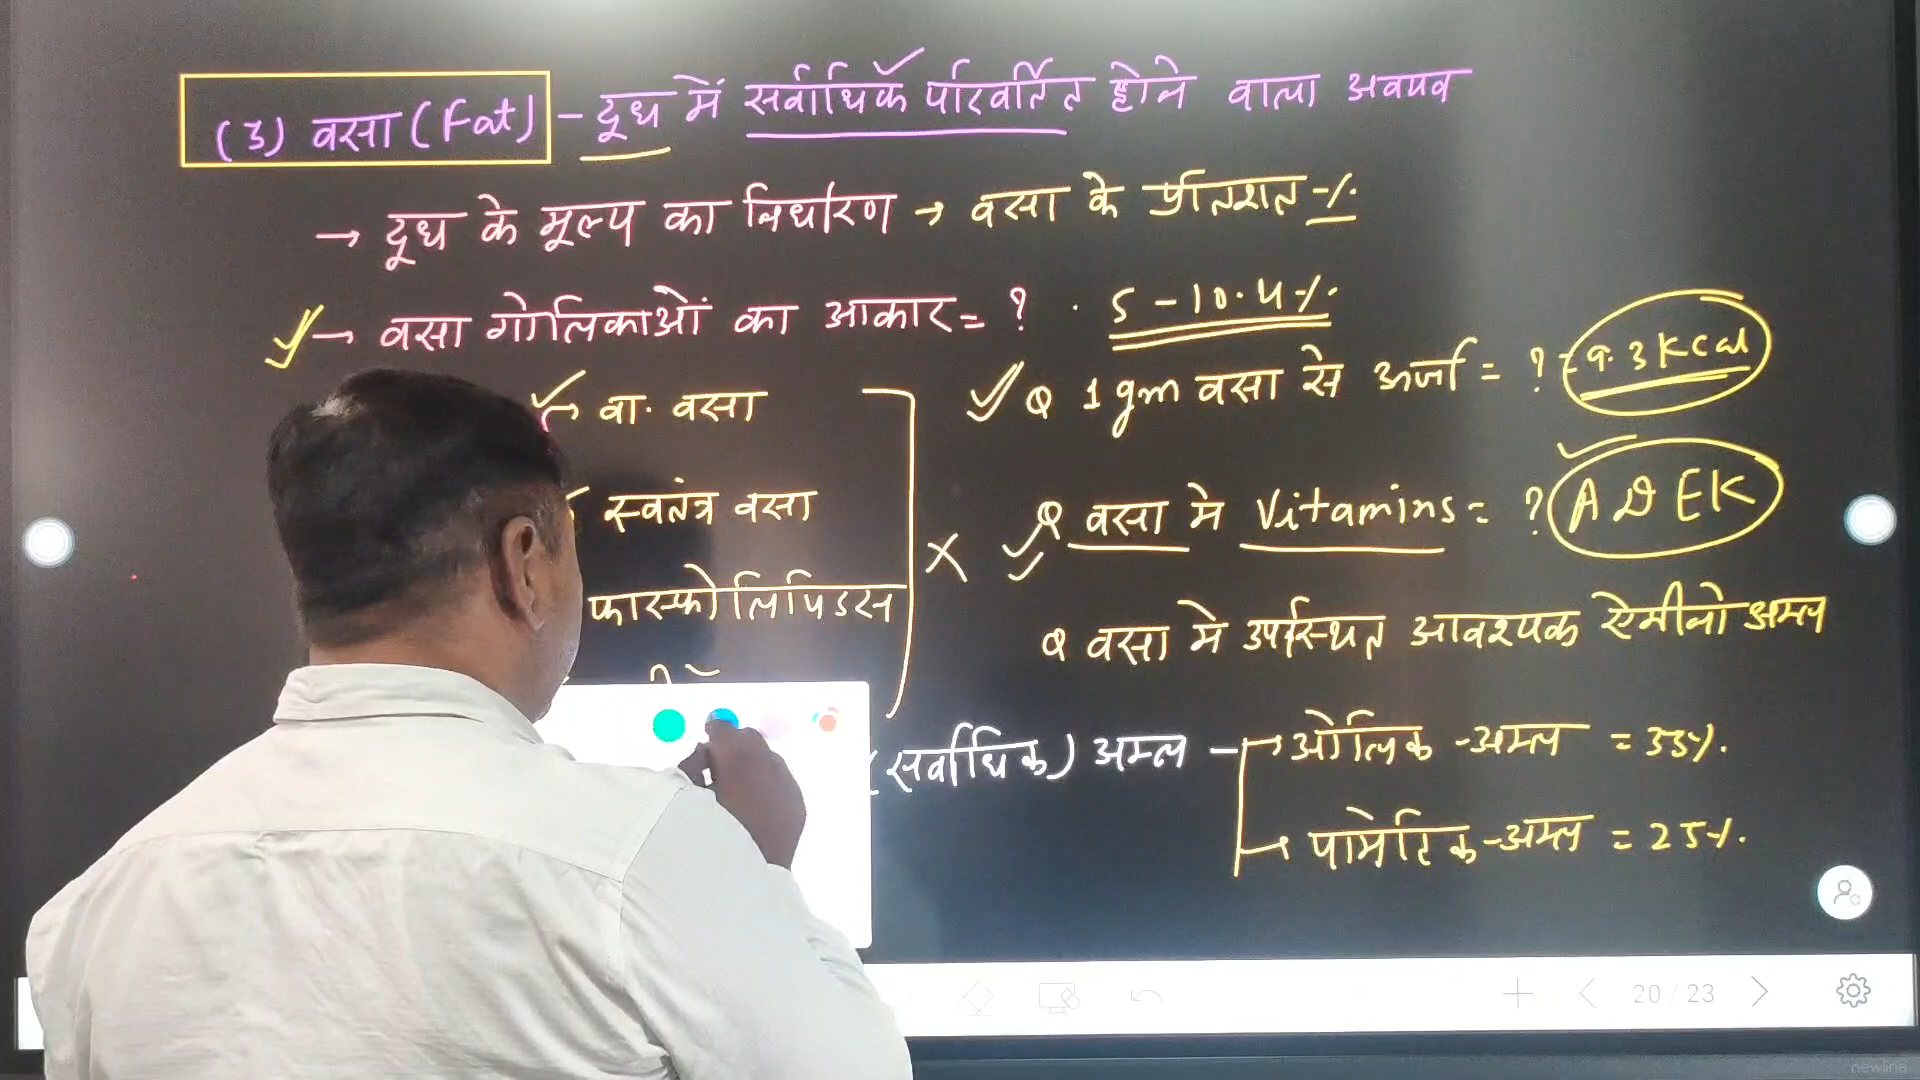 (3) वसा (Fat) - दूध में सर्वाधिक परिवर्तित होने वाला अवयव
→ दूध के मूल्य का निर्धारण → वसा के प्रतिशत -%
→ वसा गोलिकाओं का आकार = ? 5 - 10.4%
→ वा. वसा
स्वतंत्र वसा
फास्फोलिपिडस
Q 1 gm वसा से ऊर्जा = ? - 9.3 Kcal
Q वसा मे Vitamins = ? A D E K
Q वसा मे उपस्थित आवश्यक ऐमीनो अम्ल
(सर्वाधिक) अम्ल → ओलिक - अम्ल = 33%.
→ पामेटिक - अम्ल = 25%.
20 / 23
newline